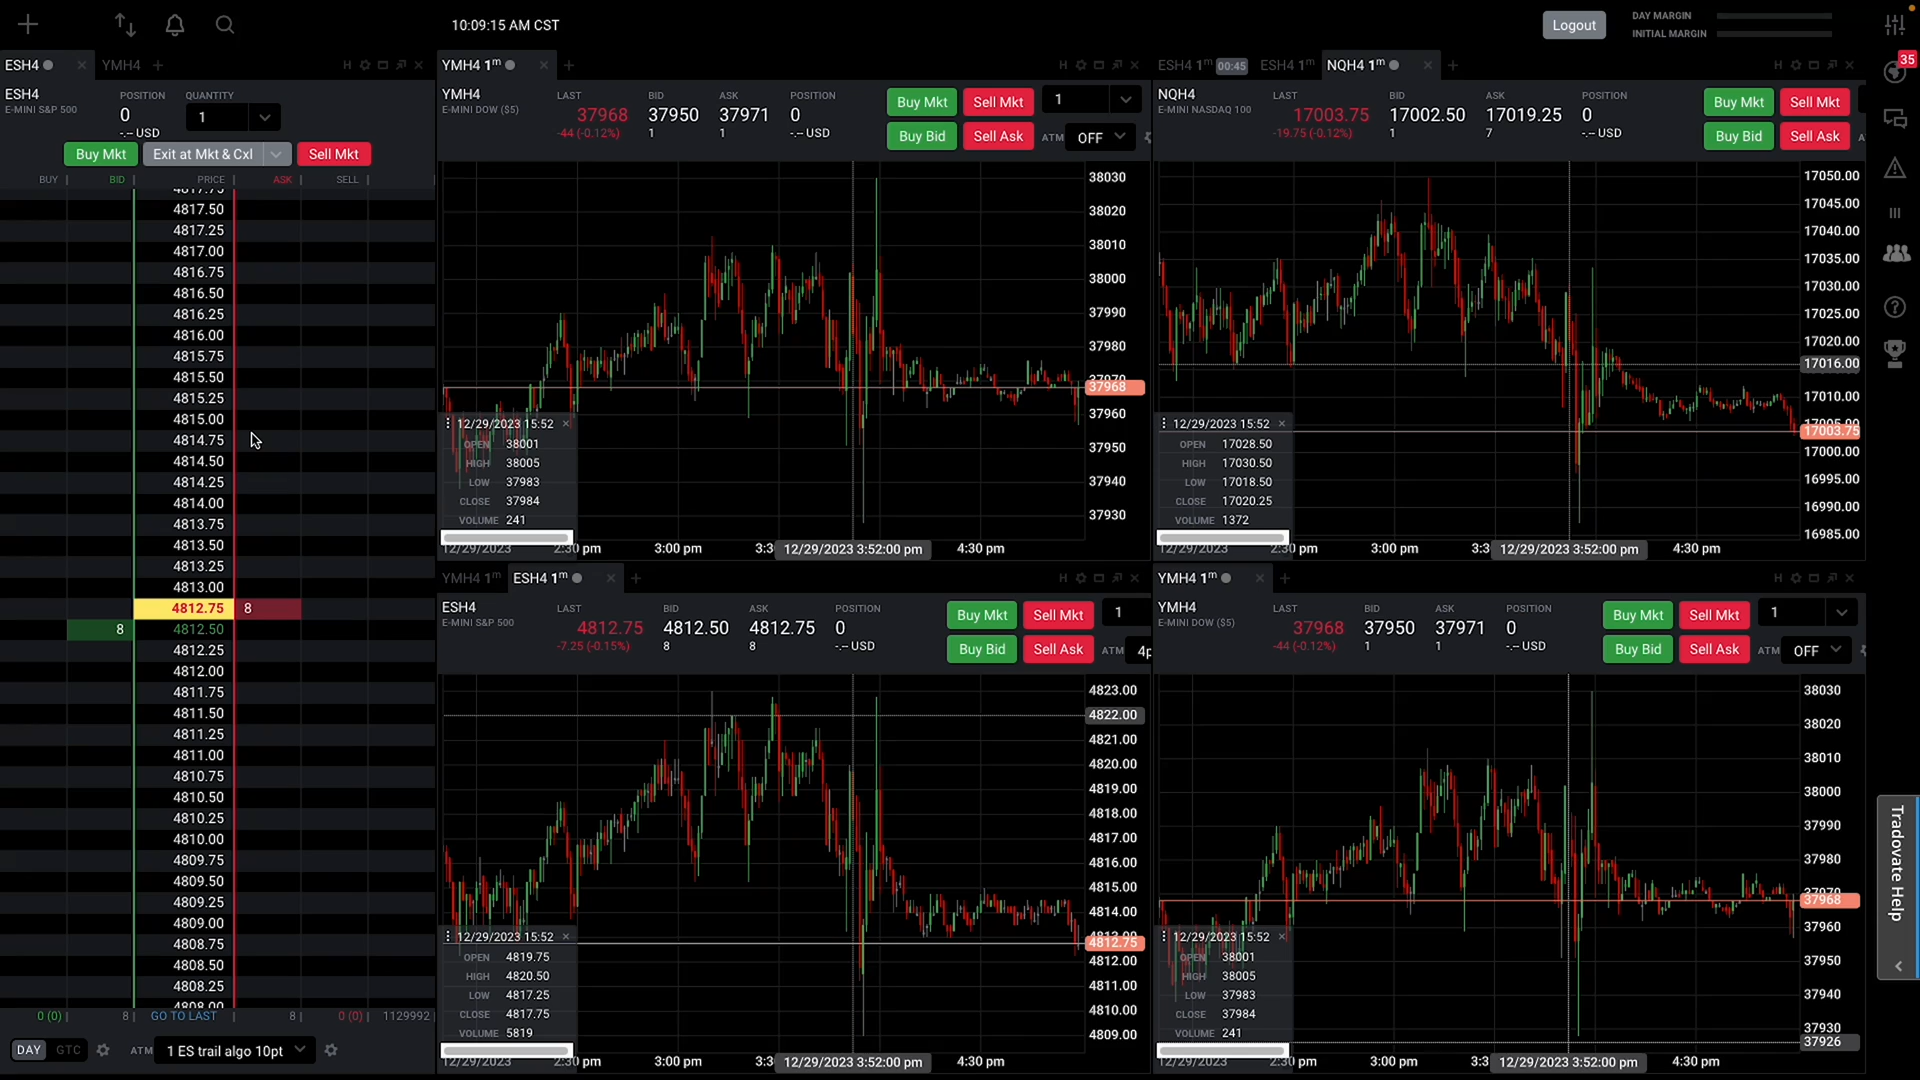 10:09:15 AM CST
Logout
DAY MARGIN
INITIAL MARGIN
35
ESH4
YMH4
ESH4
E-MINI S&P 500
POSITION
0
-.-- USD
QUANTITY
1
Buy Mkt
Exit at Mkt & Cxl
Sell Mkt
BUY
BID
PRICE
ASK
SELL
4817.75
4817.50
4817.25
4817.00
4816.75
4816.50
4816.25
4816.00
4815.75
4815.50
4815.25
4815.00
4814.75
4814.50
4814.25
4814.00
4813.75
4813.50
4813.25
4813.00
4812.75 8
8 4812.50
4812.25
4812.00
4811.75
4811.50
4811.25
4811.00
4810.75
4810.50
4810.25
4810.00
4809.75
4809.50
4809.25
4809.00
4808.75
4808.50
4808.25
4808.00
0 (0) 8 GO TO LAST 8 0 (0) 1129992
DAY GTC ATM 1 ES trail algo 10pt
YMH4 1m
H
YMH4
E-MINI DOW ($5)
LAST
37968
-44 (-0.12%)
BID
37950
1
ASK
37971
1
POSITION
0
-.-- USD
Buy Mkt Sell Mkt 1
Buy Bid Sell Ask ATM OFF
38030
38020
38010
38000
37990
37980
37970
37968
37960
37950
37940
37930
12/29/2023 15:52
OPEN 38001
HIGH 38005
LOW 37983
CLOSE 37984
VOLUME 241
12/29/2023 2:30 pm 3:00 pm 3:3 12/29/2023 3:52:00 pm 4:30 pm
ESH4 1m 00:45 ESH4 1m NQH4 1m
H
NQH4
E-MINI NASDAQ 100
LAST
17003.75
-19.75 (-0.12%)
BID
17002.50
1
ASK
17019.25
7
POSITION
0
-.-- USD
Buy Mkt Sell Mkt
Buy Bid Sell Ask
17050.00
17045.00
17040.00
17035.00
17030.00
17025.00
17020.00
17016.00
17010.00
17005.00
17003.75
17000.00
16995.00
16990.00
16985.00
12/29/2023 15:52
OPEN 17028.50
HIGH 17030.50
LOW 17018.50
CLOSE 17020.25
VOLUME 1372
12/29/2023 2:30 pm 3:00 pm 3:3 12/29/2023 3:52:00 pm 4:30 pm
YMH4 1m ESH4 1m
H
ESH4
E-MINI S&P 500
LAST
4812.75
-7.25 (-0.15%)
BID
4812.50
8
ASK
4812.75
8
POSITION
0
-.-- USD
Buy Mkt Sell Mkt 1
Buy Bid Sell Ask ATM 4p
4823.00
4822.00
4821.00
4820.00
4819.00
4818.00
4817.00
4816.00
4815.00
4814.00
4813.00
4812.75
4812.00
4811.00
4810.00
4809.00
12/29/2023 15:52
OPEN 4819.75
HIGH 4820.50
LOW 4817.25
CLOSE 4817.75
VOLUME 5819
12/29/2023 2:30 pm 3:00 pm 3:3 12/29/2023 3:52:00 pm 4:30 pm
YMH4 1m
H
YMH4
E-MINI DOW ($5)
LAST
37968
-44 (-0.12%)
BID
37950
1
ASK
37971
1
POSITION
0
-.-- USD
Buy Mkt Sell Mkt 1
Buy Bid Sell Ask ATM OFF
38030
38020
38010
38000
37990
37980
37970
37968
37960
37950
37940
37930
37926
12/29/2023 15:52
OPEN 38001
HIGH 38005
LOW 37983
CLOSE 37984
VOLUME 241
12/29/2023 2:30 pm 3:00 pm 3:3 12/29/2023 3:52:00 pm 4:30 pm
Tradovate Help